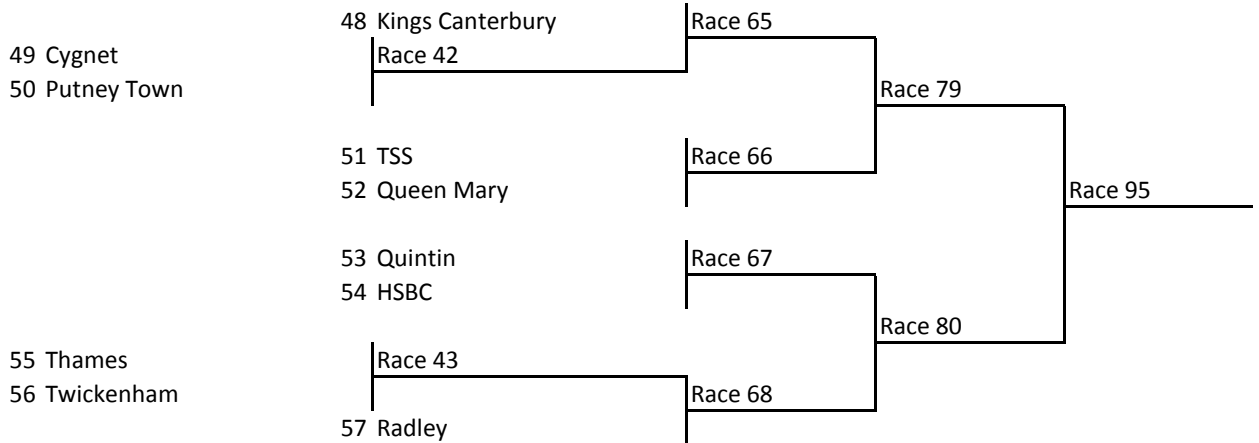 48 Kings Canterbury
Race 65
49 Cygnet
Race 42
50 Putney Town
Race 79
51 TSS
Race 66
52 Queen Mary
Race 95
53 Quintin
Race 67
54 HSBC
Race 80
55 Thames
Race 43
56 Twickenham
Race 68
57 Radley